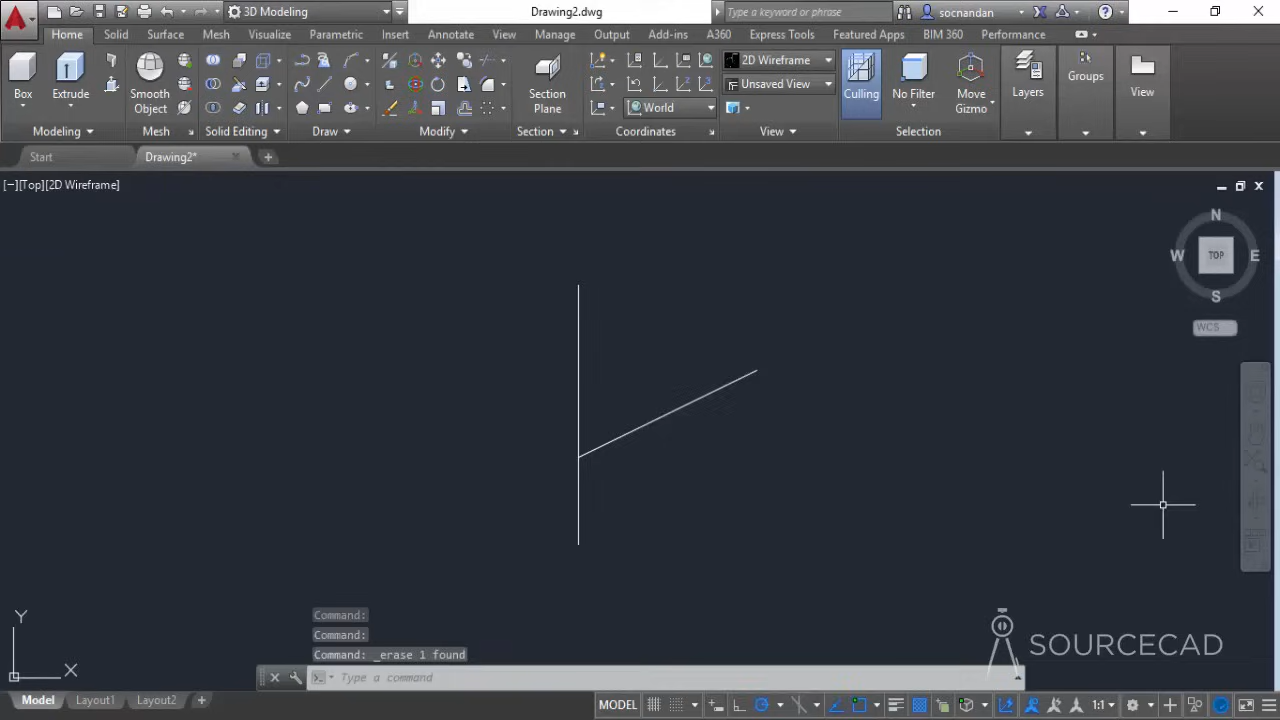 3D Modeling
Drawing2.dwg
Type a keyword or phrase
socnandan
Home Solid Surface Mesh Visualize Parametric Insert Annotate View Manage Output Add-ins A360 Express Tools Featured Apps BIM 360 Performance
2D Wireframe
Unsaved View
World
Box
Extrude
Smooth
Object
Section
Plane
Culling
No Filter
Move
Gizmo
Layers
Groups
View
Modeling Mesh Solid Editing Draw Modify Section Coordinates View Selection
Start Drawing2* +
[−][Top][2D Wireframe]
N
W TOP E
S
WCS
Y
X
Command:
Command:
Command: _erase 1 found
Type a command
SOURCECAD
Model Layout1 Layout2 +
MODEL 1:1